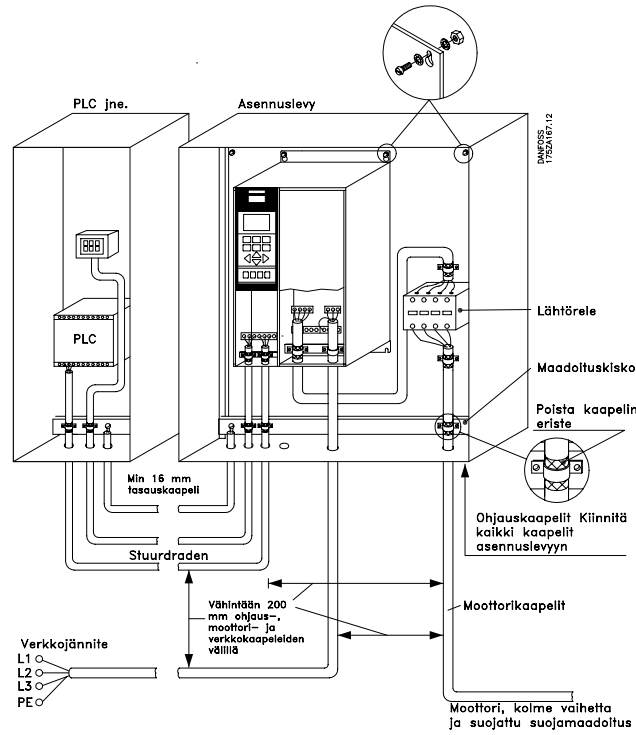 PLC jne.
Asennuslevy
DANFOSS
175ZA167.12
PLC
Lähtörele
Maadoituskisko
Poista kaapelin
eriste
Min 16 mm
tasauskaapeli
Ohjauskaapelit Kiinnitä
kaikki kaapelit
asennuslevyyn
Stuurdraden
Vähintään 200
mm ohjaus-,
moottori- ja
verkkokaapeleiden
välillä
Moottorikaapelit
Verkkojännite
L1
L2
L3
PE
Moottori, kolme vaihetta
ja suojattu suojamaadoitus